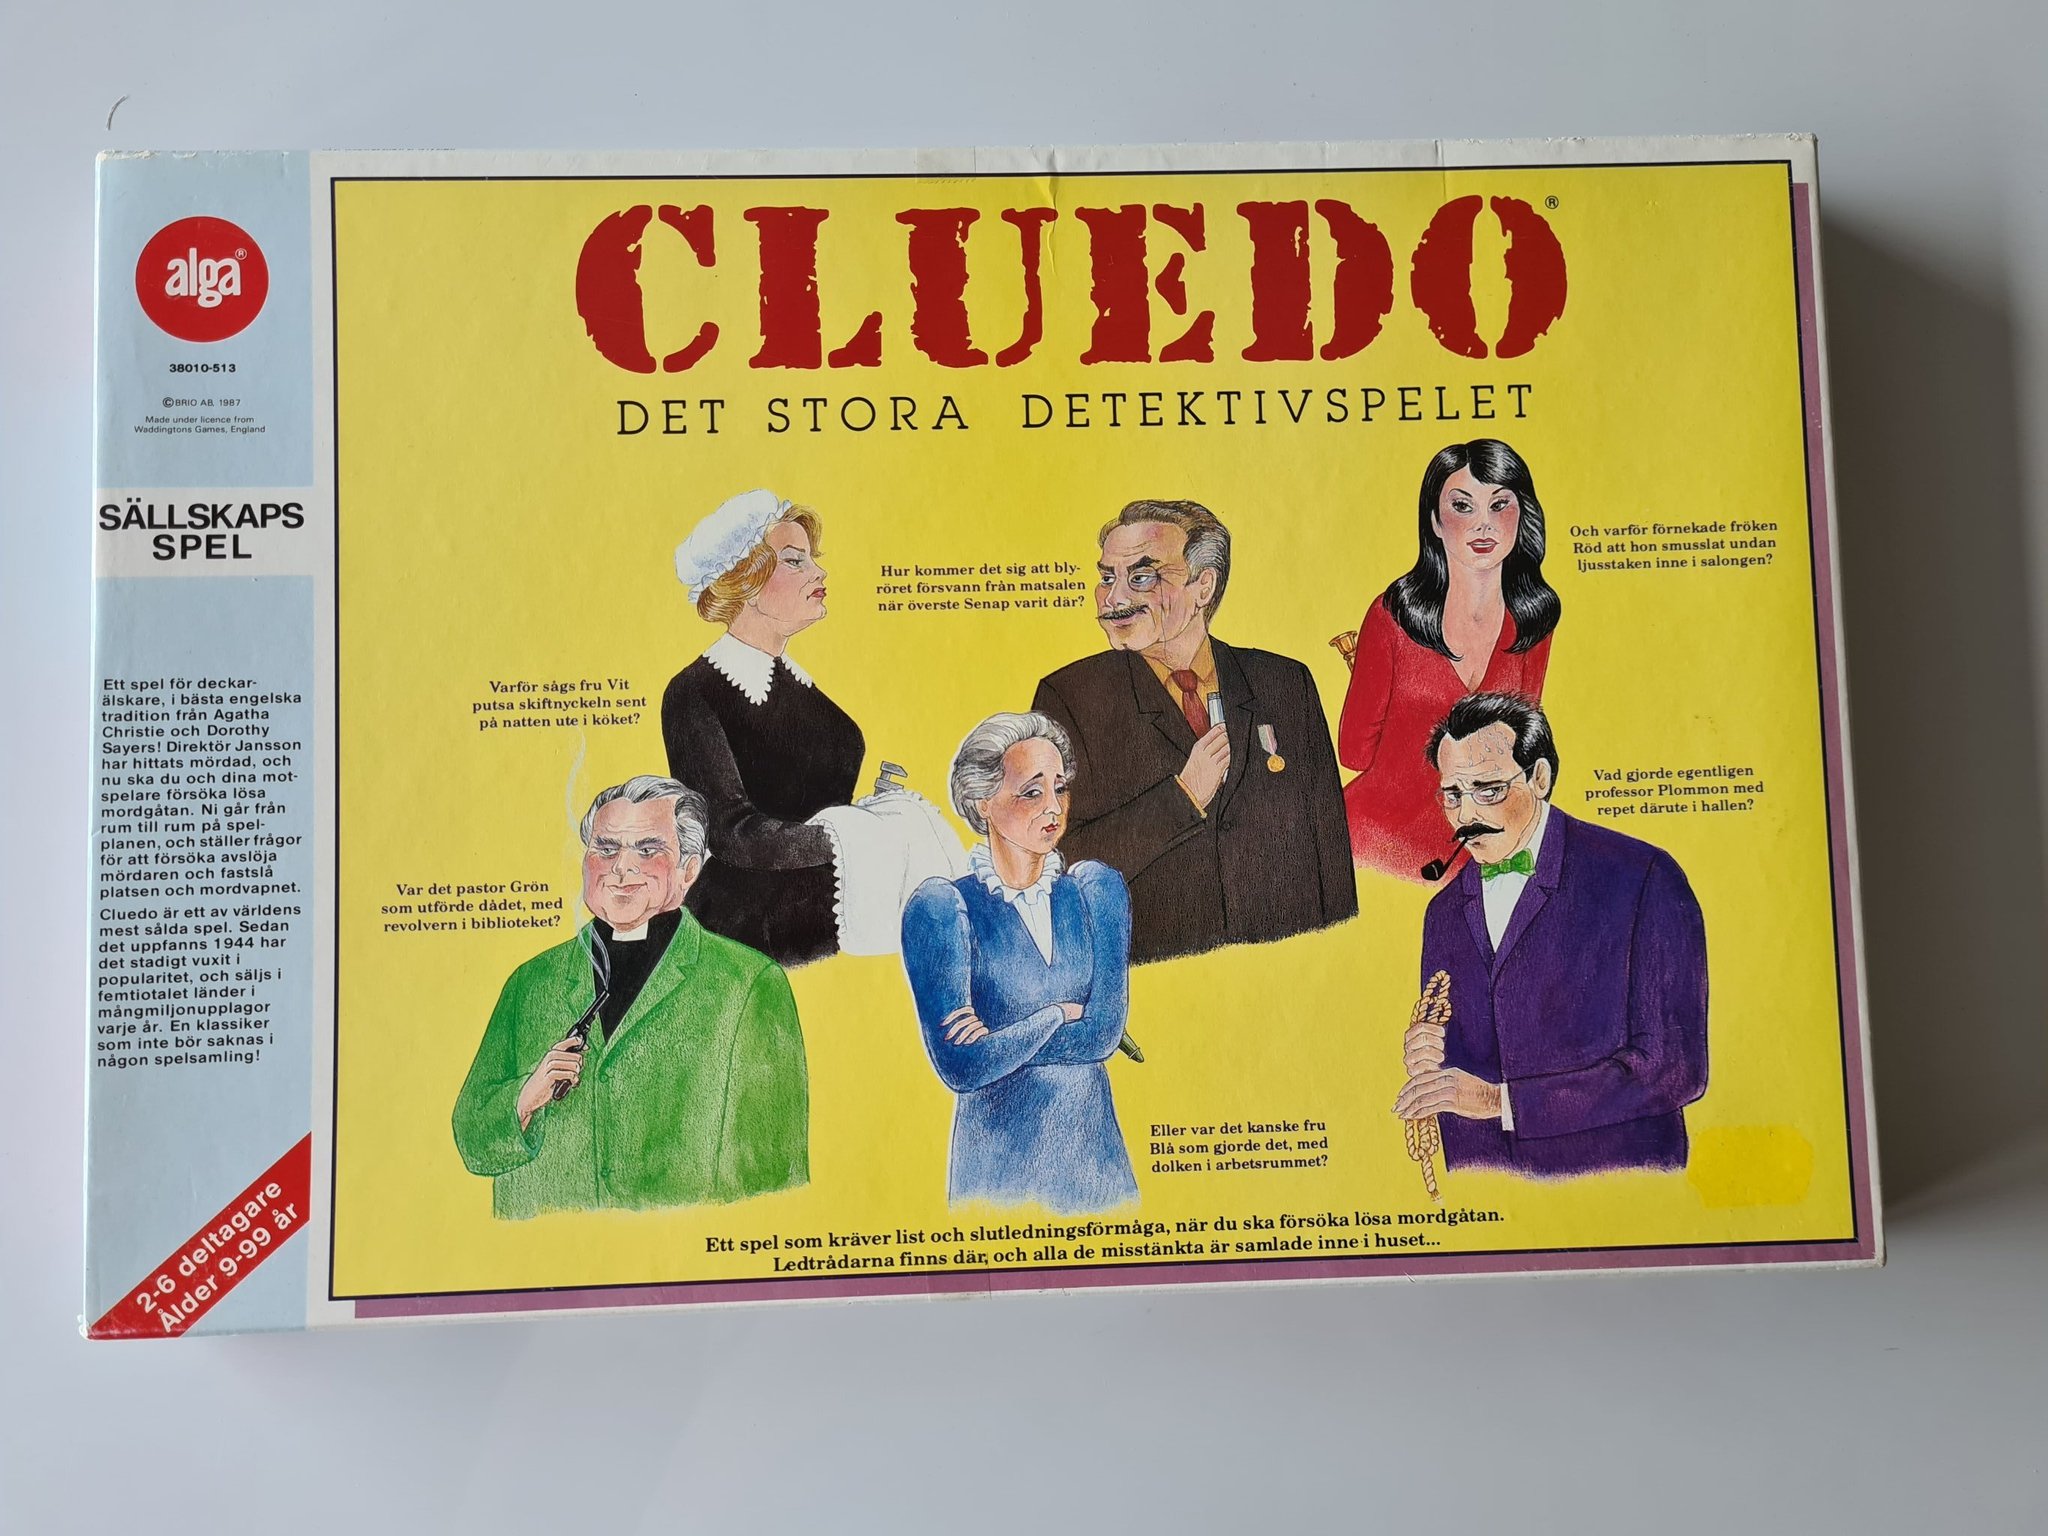 alga®
38010-513
©BRIO AB, 1987
Made under licence from
Waddingtons Games, England
SÄLLSKAPS
SPEL
Ett spel för deckar-
älskare, i bästa engelska
tradition från Agatha
Christie och Dorothy
Sayers! Direktör Jansson
har hittats mördad, och
nu ska du och dina mot-
spelare försöka lösa
mordgåtan. Ni går från
rum till rum på spel-
planen, och ställer frågor
för att försöka avslöja
mördaren och fastslå
platsen och mordvapnet.
Cluedo är ett av världens
mest sålda spel. Sedan
det uppfanns 1944 har
det stadigt vuxit i
popularitet, och säljs i
femtiotalet länder i
mångmiljonupplagor
varje år. En klassiker
som inte bör saknas i
någon spelsamling!
2-6 deltagare
Ålder 9-99 år
CLUEDO®
DET STORA DETEKTIVSPELET
Hur kommer det sig att bly-
röret försvann från matsalen
när överste Senap varit där?
Och varför förnekade fröken
Röd att hon smusslat undan
ljusstaken inne i salongen?
Varför sågs fru Vit
putsa skiftnyckeln sent
på natten ute i köket?
Vad gjorde egentligen
professor Plommon med
repet därute i hallen?
Var det pastor Grön
som utförde dådet, med
revolvern i biblioteket?
Eller var det kanske fru
Blå som gjorde det, med
dolken i arbetsrummet?
Ett spel som kräver list och slutledningsförmåga, när du ska försöka lösa mordgåtan.
Ledtrådarna finns där, och alla de misstänkta är samlade inne i huset...